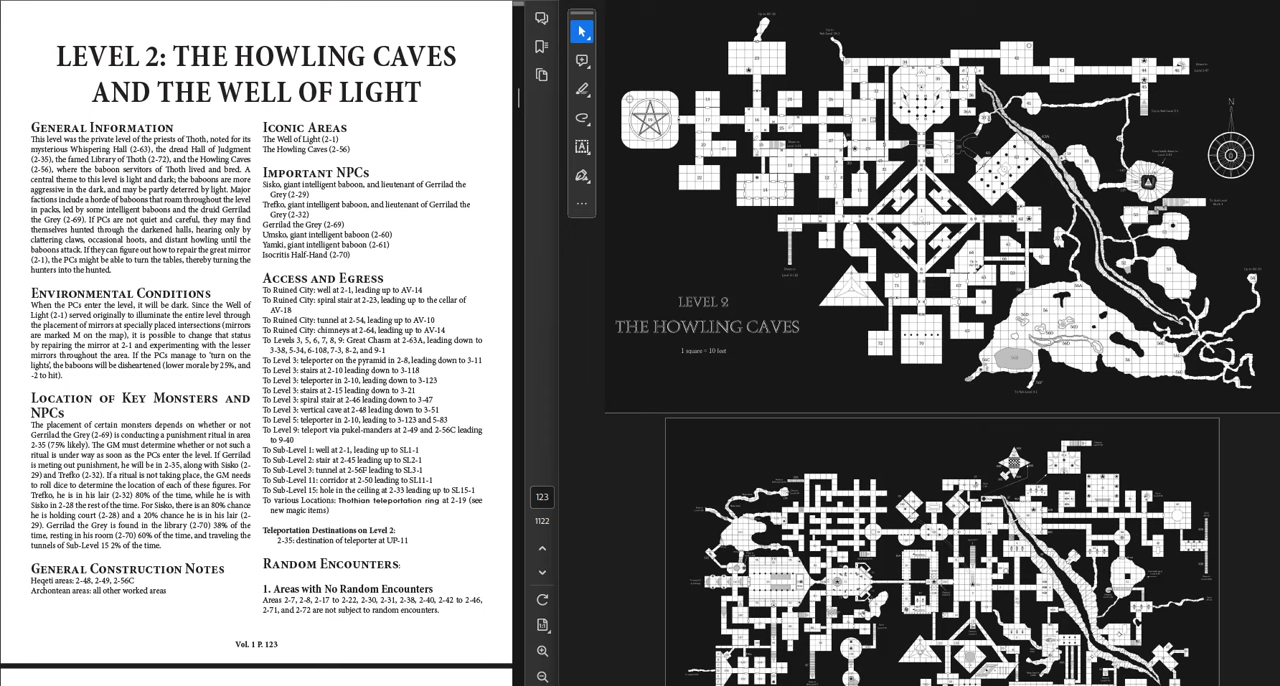 LEVEL 2: THE HOWLING CAVES
AND THE WELL OF LIGHT
General Information
This level was the private level of the priests of Thoth, noted for its
mysterious Whispering Hall (2-63), the dread Hall of Judgment
(2-35), the famed Library of Thoth (2-72), and the Howling Caves
(2-56), where the baboon servitors of Thoth lived and bred. A
central theme to this level is light and dark; the baboons are more
aggressive in the dark, and may be partly deterred by light. Major
factions include a horde of baboons that roam throughout the level
in packs, led by some intelligent baboons and the druid Gerrilad
the Grey (2-69). If PCs are not quiet and careful, they may find
themselves hunted through the darkened halls, hearing only by
clattering claws, occasional hoots, and distant howling until the
baboons attack. If they can figure out how to repair the great mirror
(2-1), the PCs might be able to turn the tables, thereby turning the
hunters into the hunted.
Environmental Conditions
When the PCs enter the level, it will be dark. Since the Well of
Light (2-1) served originally to illuminate the entire level through
the placement of mirrors at specially placed intersections (mirrors
are marked M on the map), it is possible to change that status
by repairing the mirror at 2-1 and experimenting with the lesser
mirrors throughout the area. If the PCs manage to 'turn on the
lights', the baboons will be disheartened (lower morale by 25%, and
-2 to hit).
Location of Key Monsters and
NPCs
The placement of certain monsters depends on whether or not
Gerrilad the Grey (2-69) is conducting a punishment ritual in area
2-35 (75% likely). The GM must determine whether or not such a
ritual is under way as soon as the PCs enter the level. If Gerrilad
is meting out punishment, he will be in 2-35, along with Sisko (2-
29) and Trefko (2-32). If a ritual is not taking place, the GM needs
to roll dice to determine the location of each of these figures. For
Trefko, he is in his lair (2-32) 80% of the time, while he is with
Sisko in 2-28 the rest of the time. For Sisko, there is an 80% chance
he is holding court (2-28) and a 20% chance he is in his lair (2-
29). Gerrilad the Grey is found in the library (2-70) 38% of the
time, resting in his room (2-70) 60% of the time, and traveling the
tunnels of Sub-Level 15 2% of the time.
General Construction Notes
Heqeti areas: 2-48, 2-49, 2-56C
Archontean areas: all other worked areas
Iconic Areas
The Well of Light (2-1)
The Howling Caves (2-56)
Important NPCs
Sisko, giant intelligent baboon, and lieutenant of Gerrilad the
Grey (2-29)
Trefko, giant intelligent baboon, and lieutenant of Gerrilad the
Grey (2-32)
Gerrilad the Grey (2-69)
Umsko, giant intelligent baboon (2-60)
Yamki, giant intelligent baboon (2-61)
Isocritis Half-Hand (2-70)
Access and Egress
To Ruined City: well at 2-1, leading up to AV-14
To Ruined City: spiral stair at 2-23, leading up to the cellar of
AV-18
To Ruined City: tunnel at 2-54, leading up to AV-10
To Ruined City: chimneys at 2-64, leading up to AV-14
To Levels 3, 5, 6, 7, 8, 9: Great Chasm at 2-63A, leading down to
3-38, 5-34, 6-108, 7-3, 8-2, and 9-1
To Level 3: teleporter on the pyramid in 2-8, leading down to 3-11
To Level 3: stairs at 2-10 leading down to 3-118
To Level 3: teleporter in 2-10, leading down to 3-123
To Level 3: stairs at 2-15 leading down to 3-21
To Level 3: spiral stair at 2-46 leading down to 3-47
To Level 3: vertical cave at 2-48 leading down to 3-51
To Level 5: teleporter in 2-10, leading to 3-123 and 5-83
To Level 9: teleport via pukel-manders at 2-49 and 2-56C leading
to 9-40
To Sub-Level 1: well at 2-1, leading up to SL1-1
To Sub-Level 2: stair at 2-45 leading up to SL2-1
To Sub-Level 3: tunnel at 2-56F leading to SL3-1
To Sub-Level 11: corridor at 2-50 leading to SL11-1
To Sub-Level 15: hole in the ceiling at 2-33 leading up to SL15-1
To various Locations: Thothian teleportation ring at 2-19 (see
new magic items)
Teleportation Destinations on Level 2:
2-35: destination of teleporter at UP-11
Random Encounters:
1. Areas with No Random Encounters
Areas 2-7, 2-8, 2-17 to 2-22, 2-30, 2-31, 2-38, 2-40, 2-42 to 2-46,
2-71, and 2-72 are not subject to random encounters.
Vol. 1 P. 123
123
1122
N
LEVEL 2
THE HOWLING CAVES
1 square = 10 feet